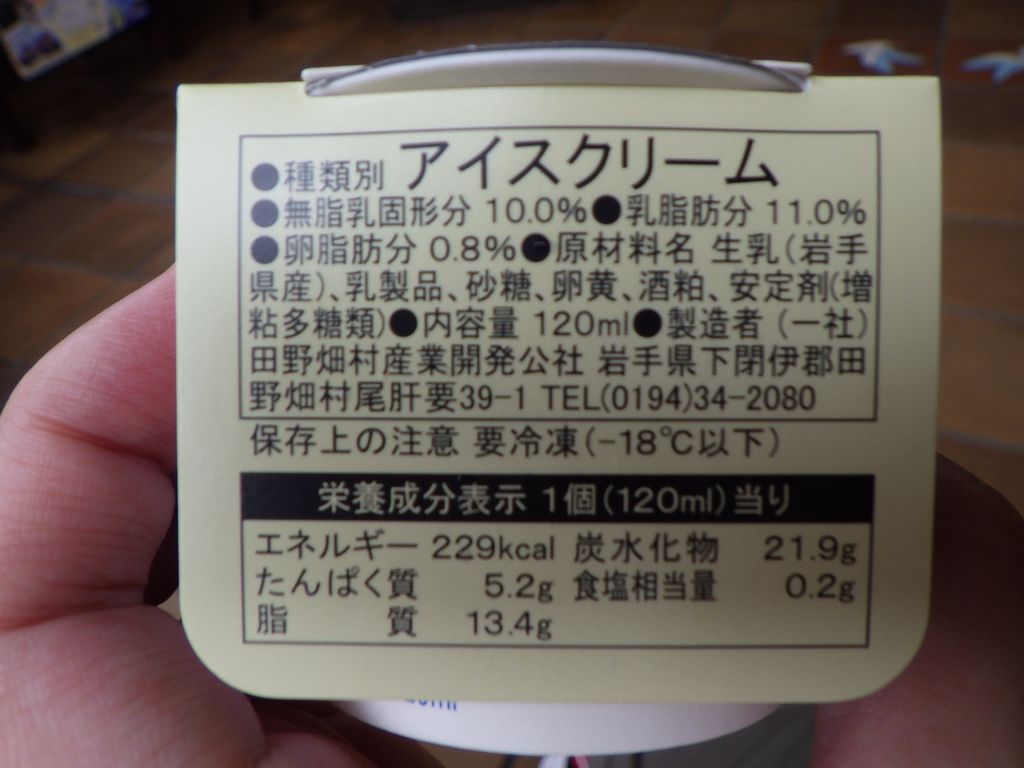 ●種類別 アイスクリーム
●無脂乳固形分 10.0%●乳脂肪分 11.0%
●卵脂肪分 0.8%●原材料名 生乳(岩手
県産)、乳製品、砂糖、卵黄、酒粕、安定剤(増
粘多糖類)●内容量 120ml●製造者 (一社)
田野畑村産業開発公社 岩手県下閉伊郡田
野畑村尾肝要39-1 TEL(0194)34-2080
保存上の注意 要冷凍(-18℃以下)
栄養成分表示 1個(120ml)当り
エネルギー 229kcal 炭水化物 21.9g
たんぱく質 5.2g 食塩相当量 0.2g
脂 質 13.4g